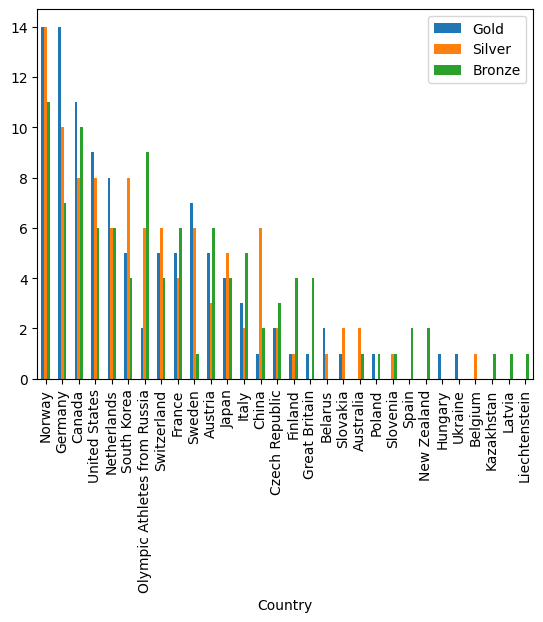 14
12
10
8
6
4
2
0
Gold
Silver
Bronze
Norway
Germany
Canada
United States
Netherlands
South Korea
Olympic Athletes from Russia
Switzerland
France
Sweden
Austria
Japan
Italy
China
Czech Republic
Finland
Great Britain
Belarus
Slovakia
Australia
Poland
Slovenia
Spain
New Zealand
Hungary
Ukraine
Belgium
Kazakhstan
Latvia
Liechtenstein
Country